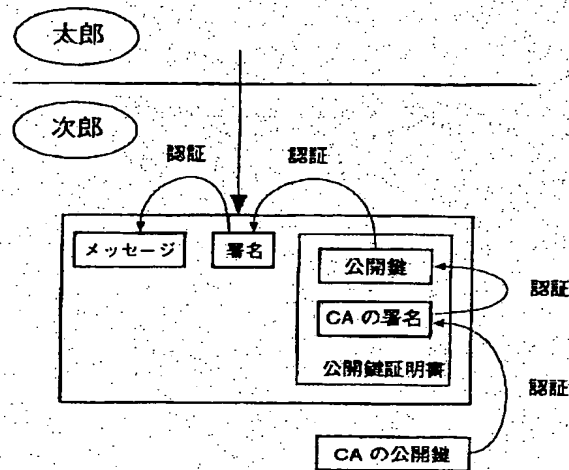 太郎
次郎
認証
認証
メッセージ
署名
公開鍵
認証
CA の署名
公開鍵証明書
認証
CA の公開鍵